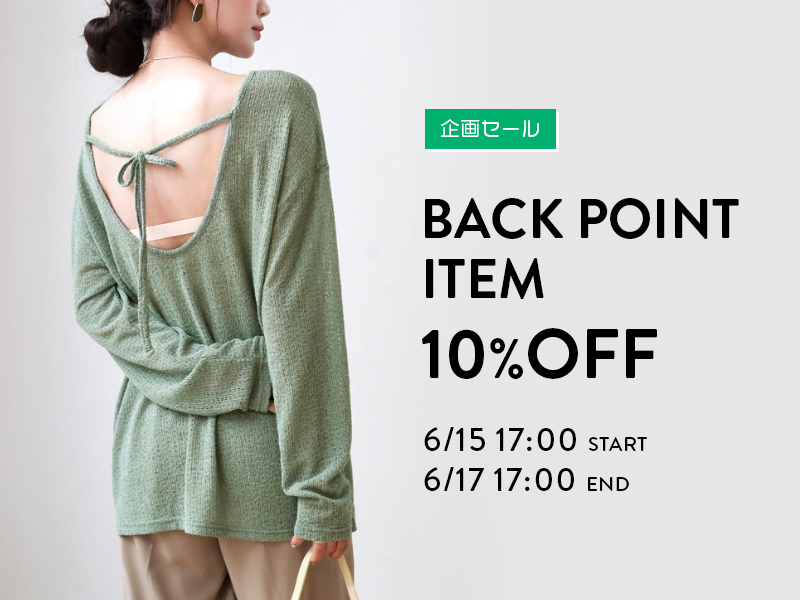 企画セール
BACK POINT
ITEM
10%OFF
6/15 17:00 START
6/17 17:00 END